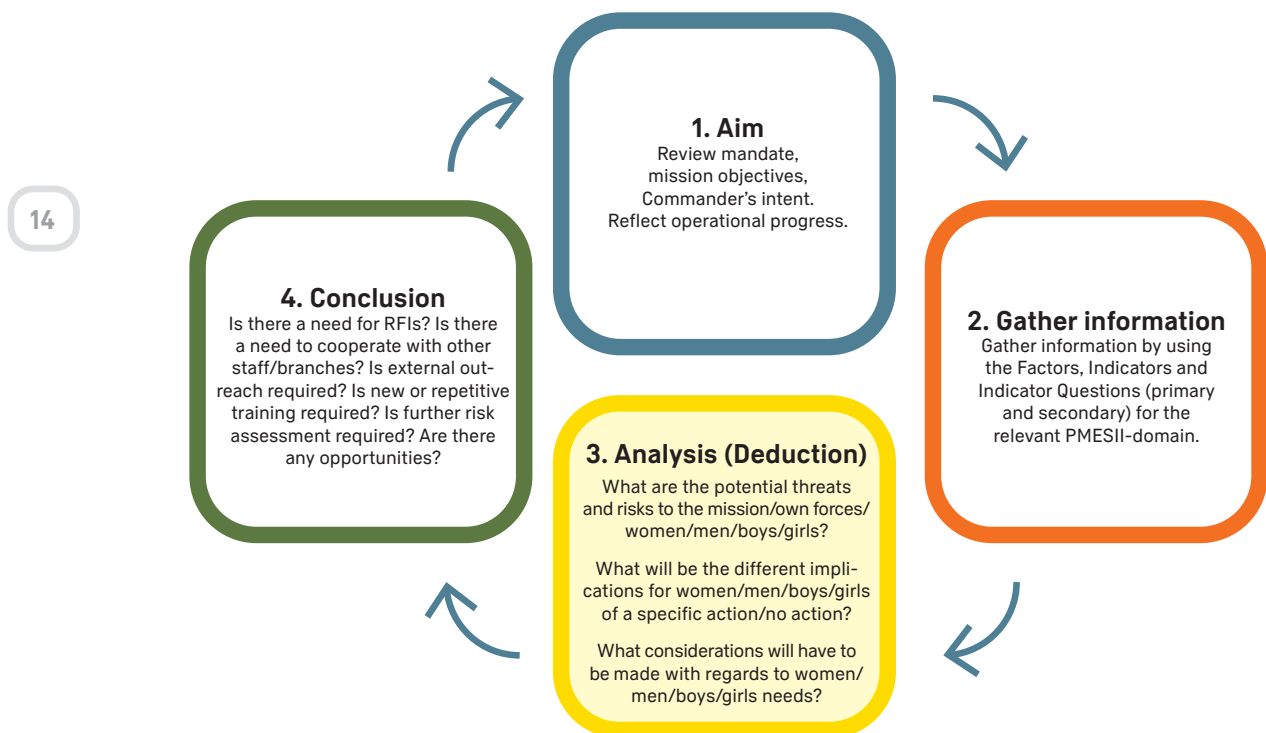 14
1. Aim
Review mandate,
mission objectives,
Commander’s intent.
Reflect operational progress.
2. Gather information
Gather information by using
the Factors, Indicators and
Indicator Questions (primary
and secondary) for the
relevant PMESII-domain.
3. Analysis (Deduction)
What are the potential threats
and risks to the mission/own forces/
women/men/boys/girls?
What will be the different impli-
cations for women/men/boys/girls
of a specific action/no action?
What considerations will have to
be made with regards to women/
men/boys/girls needs?
4. Conclusion
Is there a need for RFIs? Is there
a need to cooperate with other
staff/branches? Is external out-
reach required? Is new or repetitive
training required? Is further risk
assessment required? Are there
any opportunities?